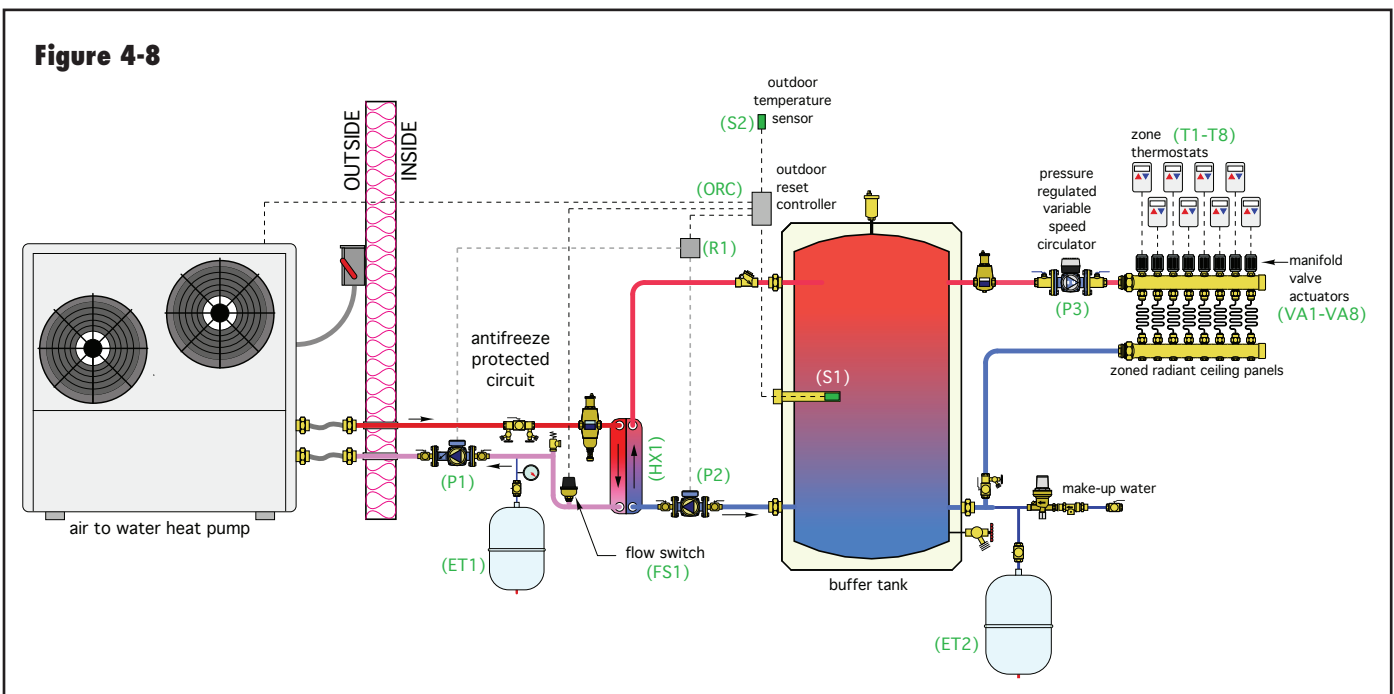 Figure 4-8
OUTSIDE
INSIDE
outdoor
temperature
sensor
(S2)
(ORC)
outdoor
reset
controller
(R1)
zone
thermostats
(T1-T8)
pressure
regulated
variable
speed
circulator
(P3)
manifold
valve
actuators
(VA1-VA8)
zoned radiant ceiling panels
antifreeze
protected
circuit
(S1)
(HX1)
(P1)
(P2)
make-up water
air to water heat pump
(ET1)
flow switch
(FS1)
buffer tank
(ET2)